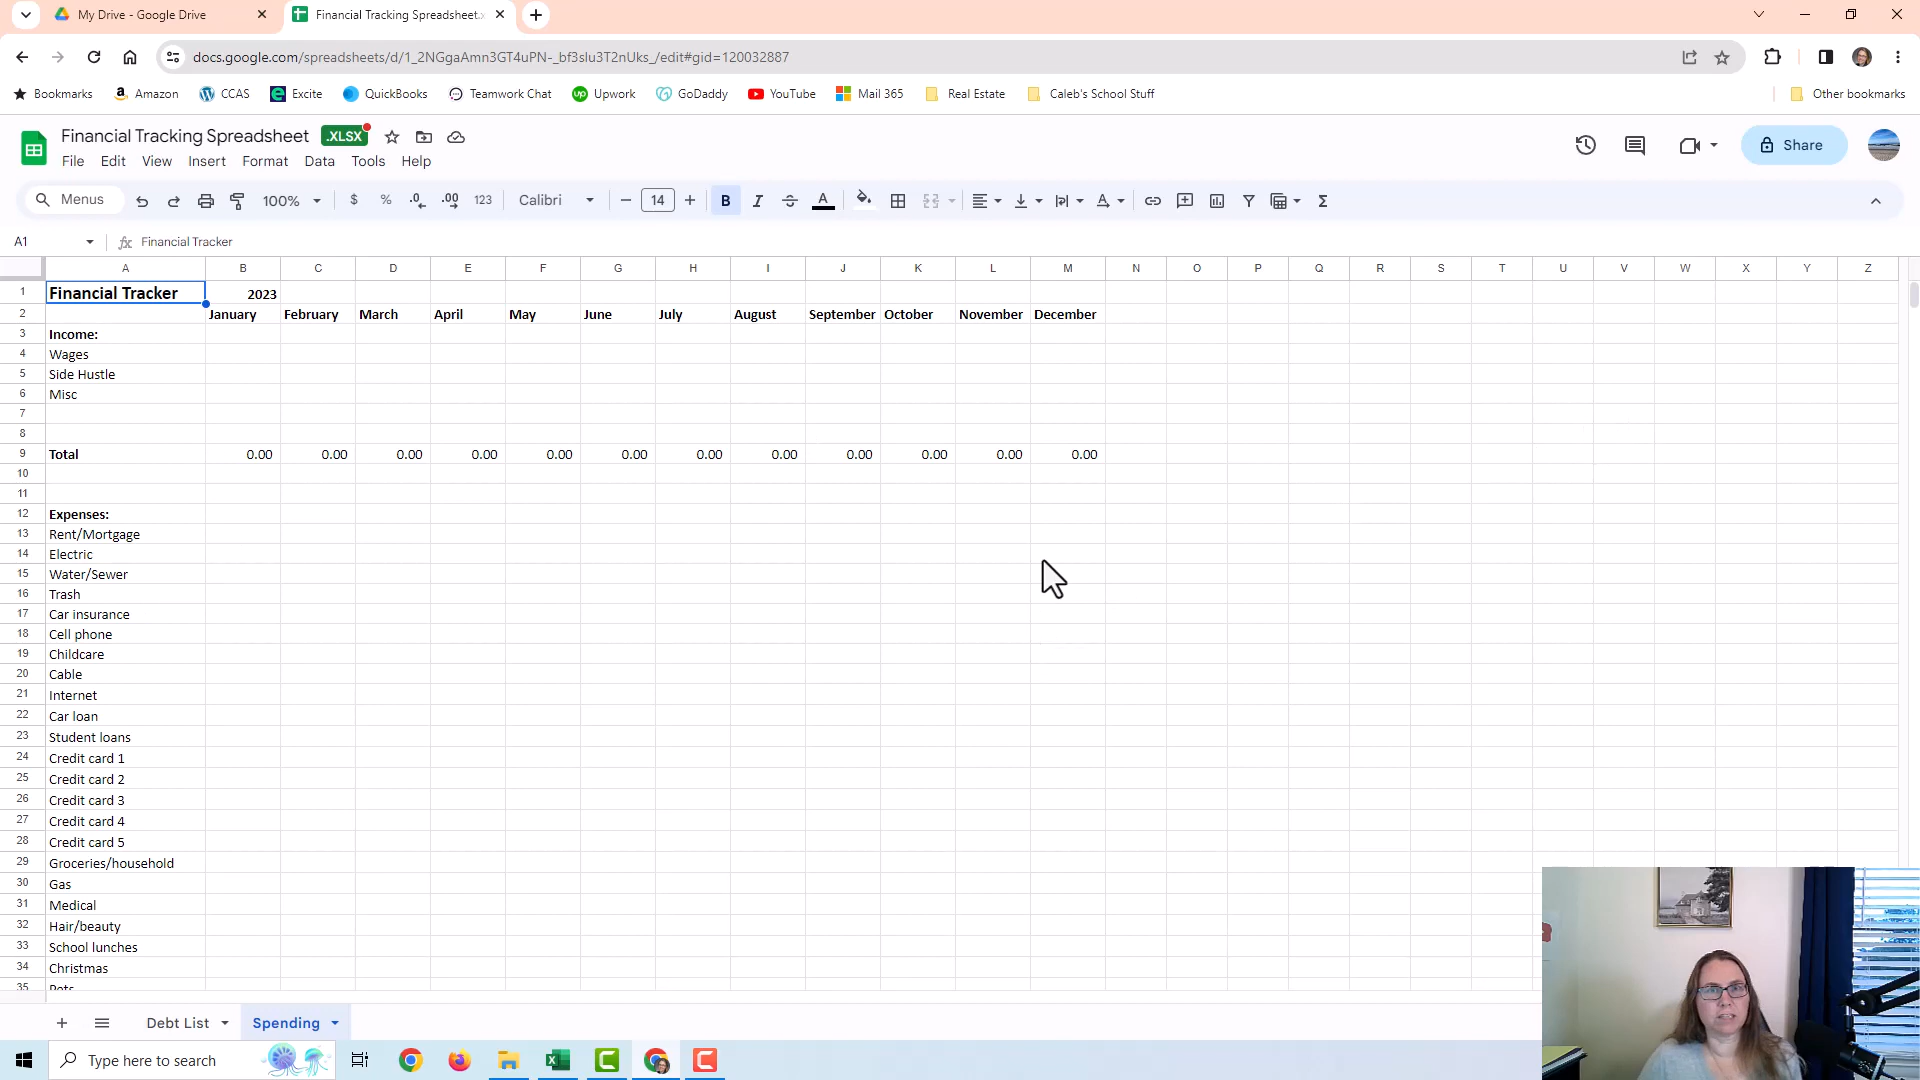 My Drive - Google Drive
Financial Tracking Spreadsheet.x
docs.google.com/spreadsheets/d/1_2NGgaAmn3GT4uPN-_bf3slu3T2nUks_/edit#gid=120032887
Bookmarks Amazon CCAS Excite QuickBooks Teamwork Chat Upwork GoDaddy YouTube Mail 365 Real Estate Caleb's School Stuff Other bookmarks
Financial Tracking Spreadsheet .XLSX
File Edit View Insert Format Data Tools Help
Share
Menus 100% $ % .0 .00 123 Calibri 14 B I A
A1 fx Financial Tracker
A B C D E F G H I J K L M N O P Q R S T U V W X Y Z
1 Financial Tracker 2023
2 January February March April May June July August September October November December
3 Income:
4 Wages
5 Side Hustle
6 Misc
7
8
9 Total 0.00 0.00 0.00 0.00 0.00 0.00 0.00 0.00 0.00 0.00 0.00 0.00
10
11
12 Expenses:
13 Rent/Mortgage
14 Electric
15 Water/Sewer
16 Trash
17 Car insurance
18 Cell phone
19 Childcare
20 Cable
21 Internet
22 Car loan
23 Student loans
24 Credit card 1
25 Credit card 2
26 Credit card 3
27 Credit card 4
28 Credit card 5
29 Groceries/household
30 Gas
31 Medical
32 Hair/beauty
33 School lunches
34 Christmas
35 Pets
Debt List Spending
Type here to search